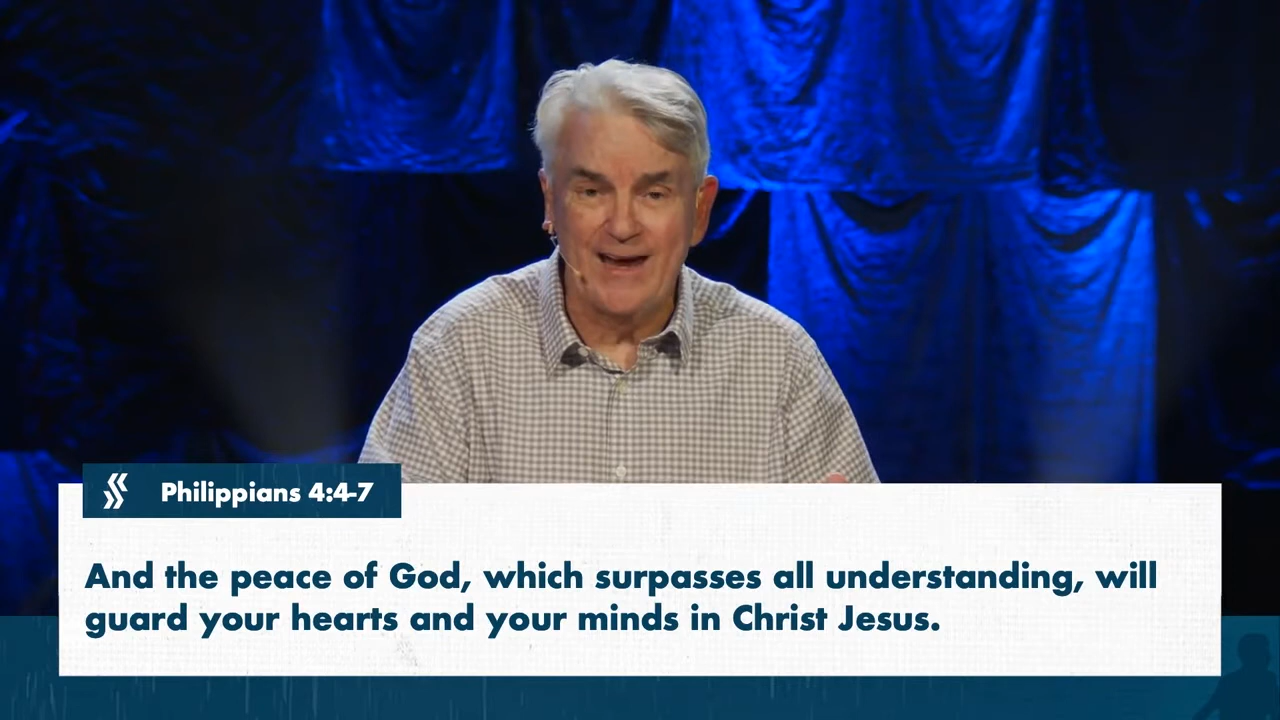 Philippians 4:4-7
And the peace of God, which surpasses all understanding, will
guard your hearts and your minds in Christ Jesus.